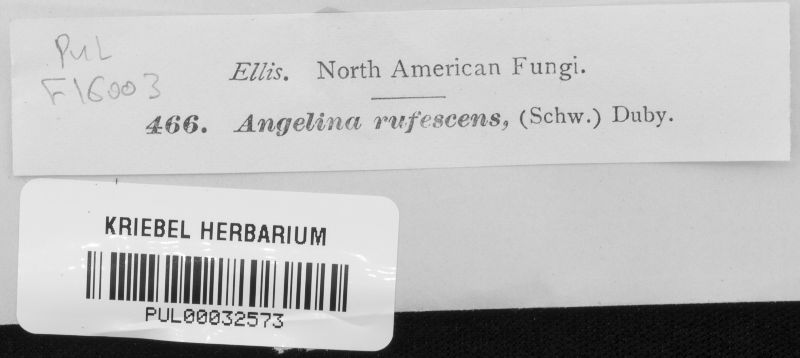 PUL
F16003
Ellis. North American Fungi.
466. Angelina rufescens, (Schw.) Duby.
KRIEBEL HERBARIUM
PUL00032573